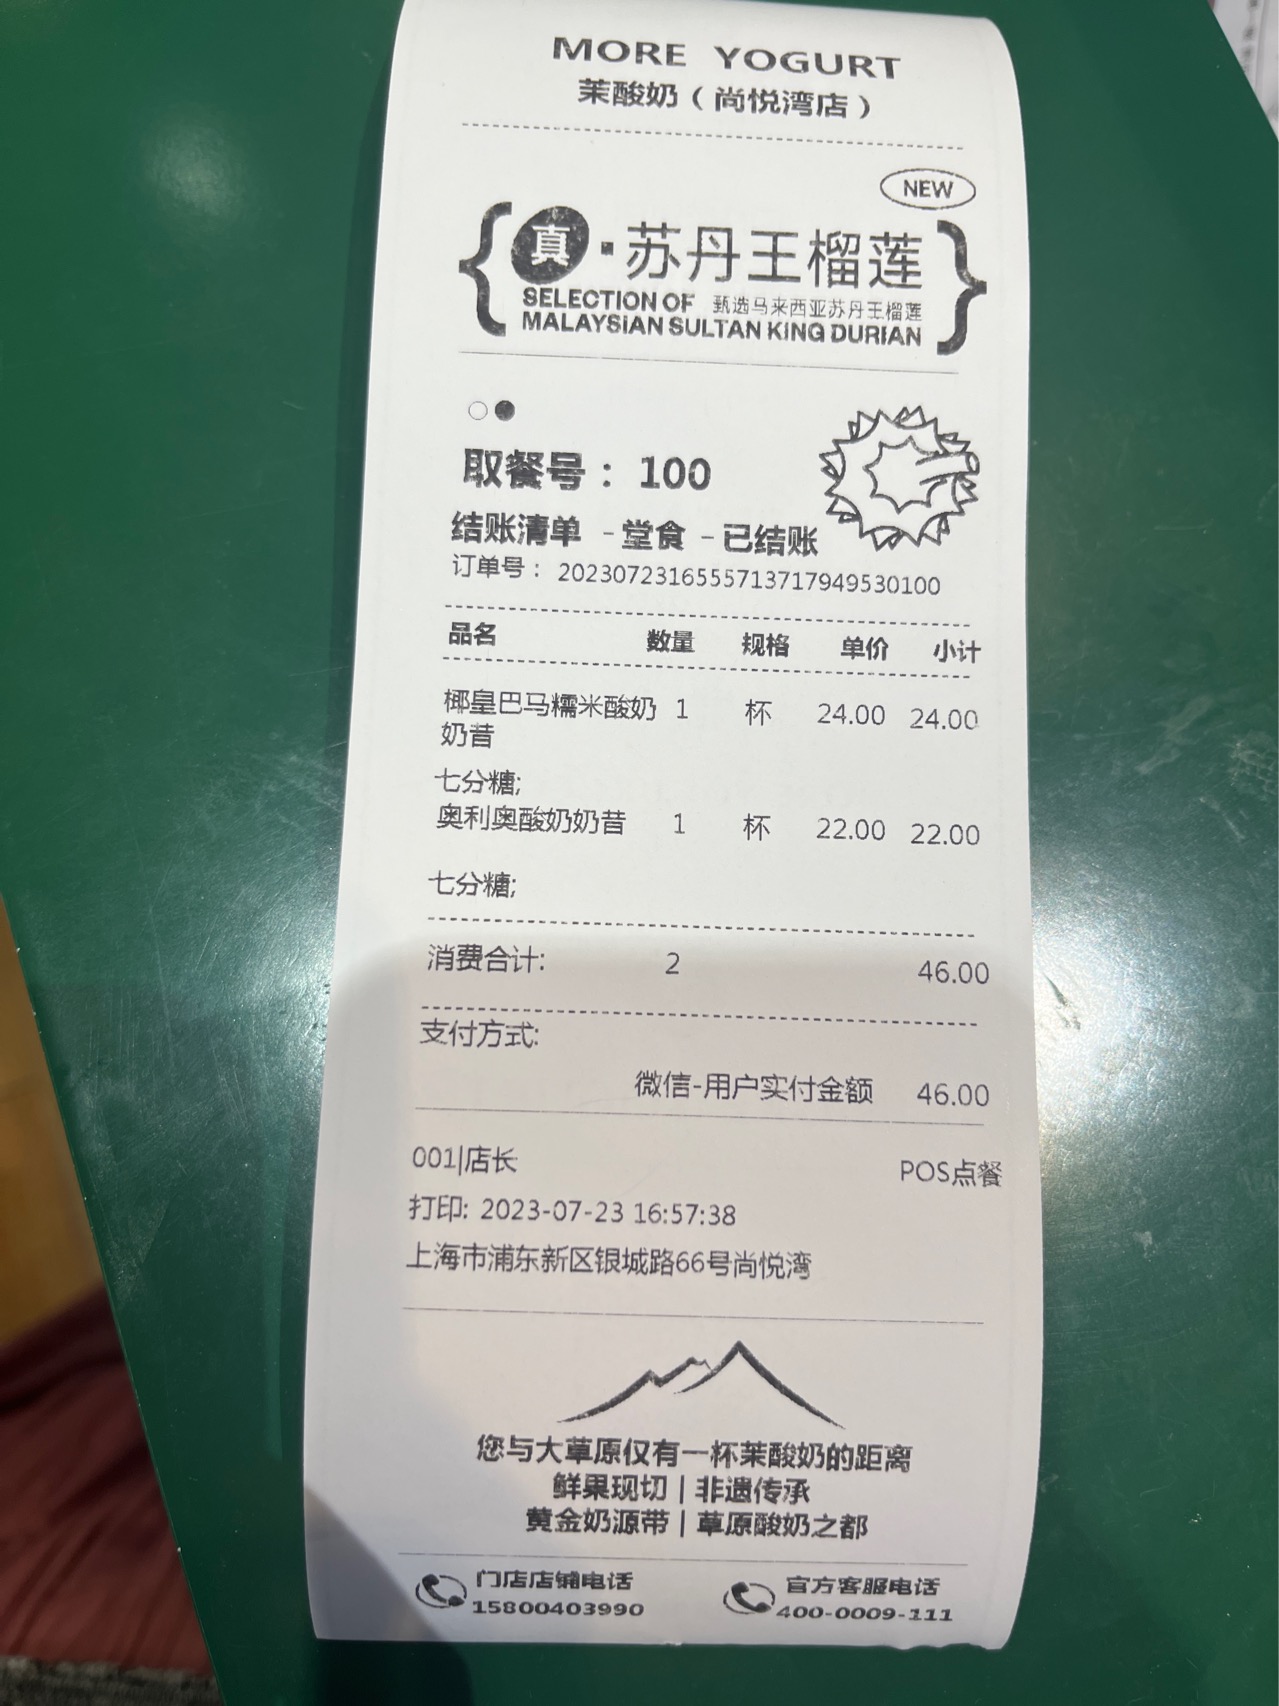 MORE YOGURT
茉酸奶（尚悦湾店）
NEW
真·苏丹王榴莲
SELECTION OF 甄选马来西亚苏丹王榴莲
MALAYSIAN SULTAN KING DURIAN
取餐号：100
结账清单 -堂食 -已结账
订单号：20230723165557137179495​30100
品名 数量 规格 单价 小计
椰皇巴马糯米酸奶 1 杯 24.00 24.00
奶昔
七分糖;
奥利奥酸奶奶昔 1 杯 22.00 22.00
七分糖;
消费合计: 2 46.00
支付方式:
微信-用户实付金额 46.00
001|店长 POS点餐
打印: 2023-07-23 16:57:38
上海市浦东新区银城路66号尚悦湾
您与大草原仅有一杯茉酸奶的距离
鲜果现切｜非遗传承
黄金奶源带｜草原酸奶之都
门店店铺电话 官方客服电话
15800403990 400-0009-111